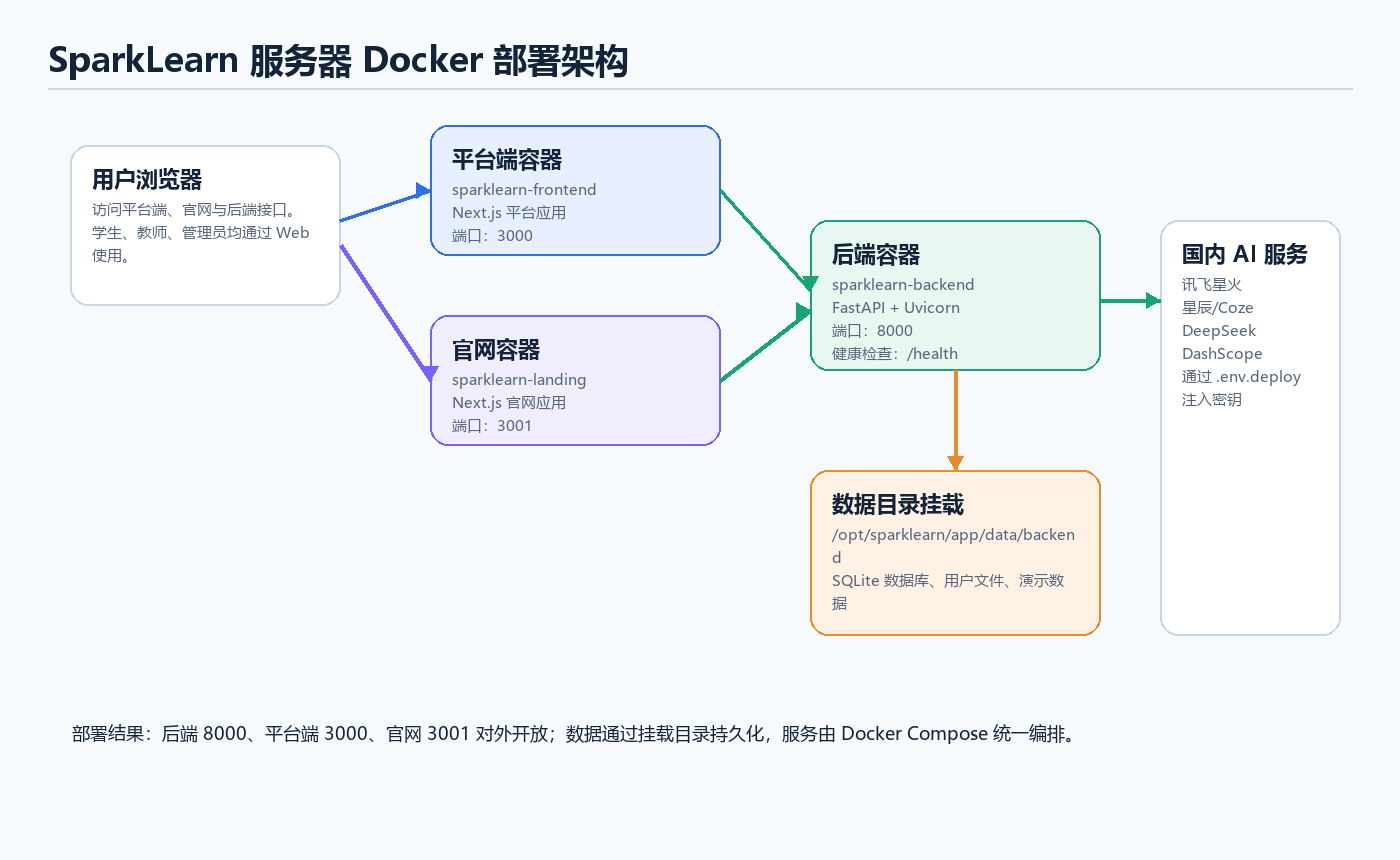 SparkLearn 服务器 Docker 部署架构
用户浏览器
访问平台端、官网与后端接口。
学生、教师、管理员均通过 Web
使用。
平台端容器
sparklearn-frontend
Next.js 平台应用
端口：3000
官网容器
sparklearn-landing
Next.js 官网应用
端口：3001
后端容器
sparklearn-backend
FastAPI + Uvicorn
端口：8000
健康检查：/health
数据目录挂载
/opt/sparklearn/app/data/backen
d
SQLite 数据库、用户文件、演示数
据
国内 AI 服务
讯飞星火
星辰/Coze
DeepSeek
DashScope
通过 .env.deploy
注入密钥
部署结果：后端 8000、平台端 3000、官网 3001 对外开放；数据通过挂载目录持久化，服务由 Docker Compose 统一编排。